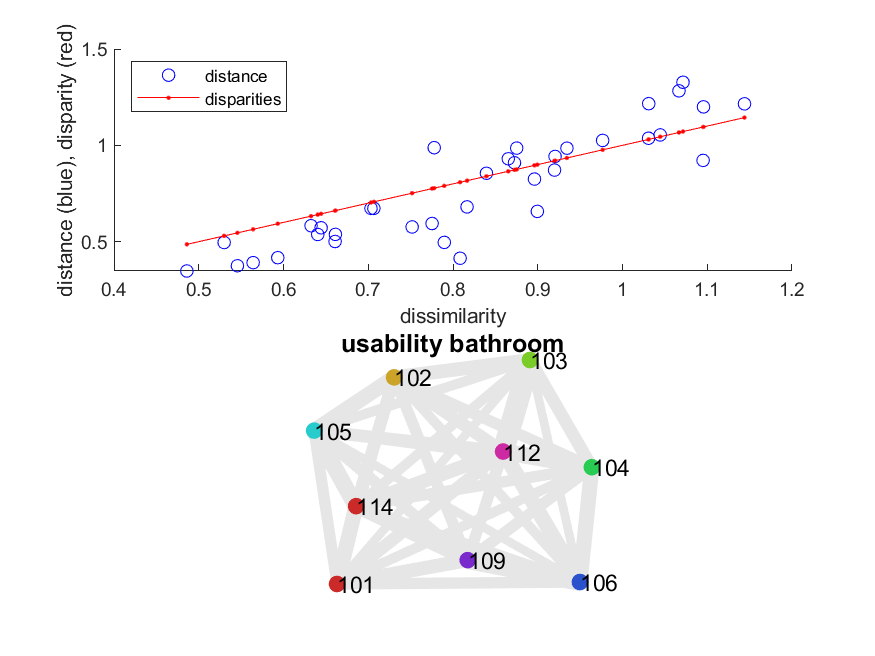 distance (blue), disparity (red)
1.5
1
0.5
distance
disparities
0.4 0.5 0.6 0.7 0.8 0.9 1 1.1 1.2
dissimilarity
usability bathroom
103
102
105
112
104
114
109
101
106